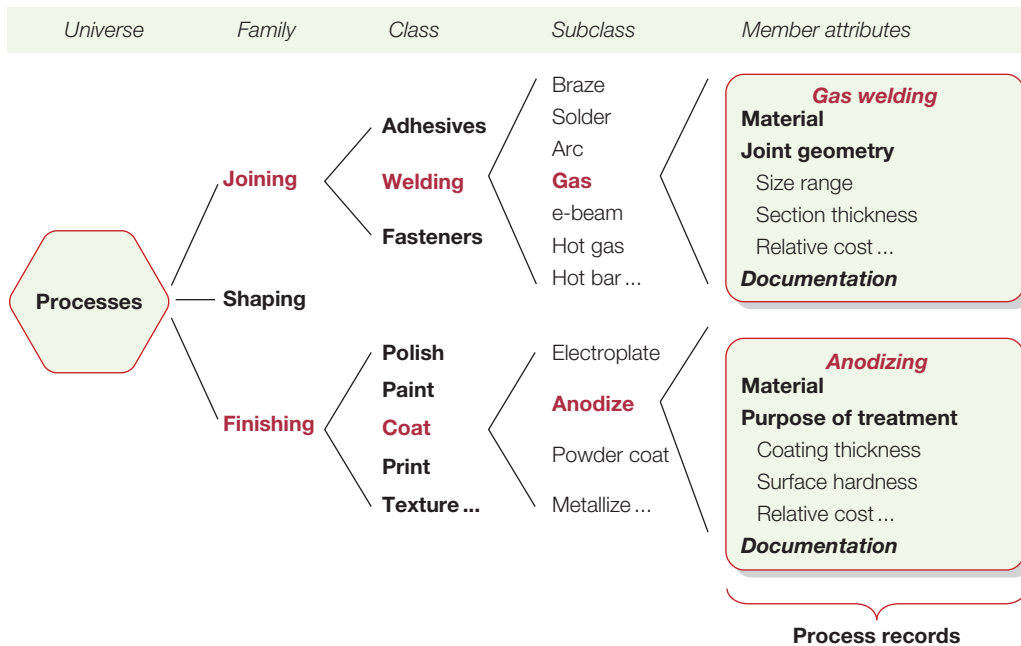 Universe Family Class Subclass Member attributes
Processes
Joining
Shaping
Finishing
Adhesives
Welding
Fasteners
Polish
Paint
Coat
Print
Texture ...
Braze
Solder
Arc
Gas
e-beam
Hot gas
Hot bar ...
Electroplate
Anodize
Powder coat
Metallize ...
Gas welding
Material
Joint geometry
Size range
Section thickness
Relative cost ...
Documentation
Anodizing
Material
Purpose of treatment
Coating thickness
Surface hardness
Relative cost ...
Documentation
Process records